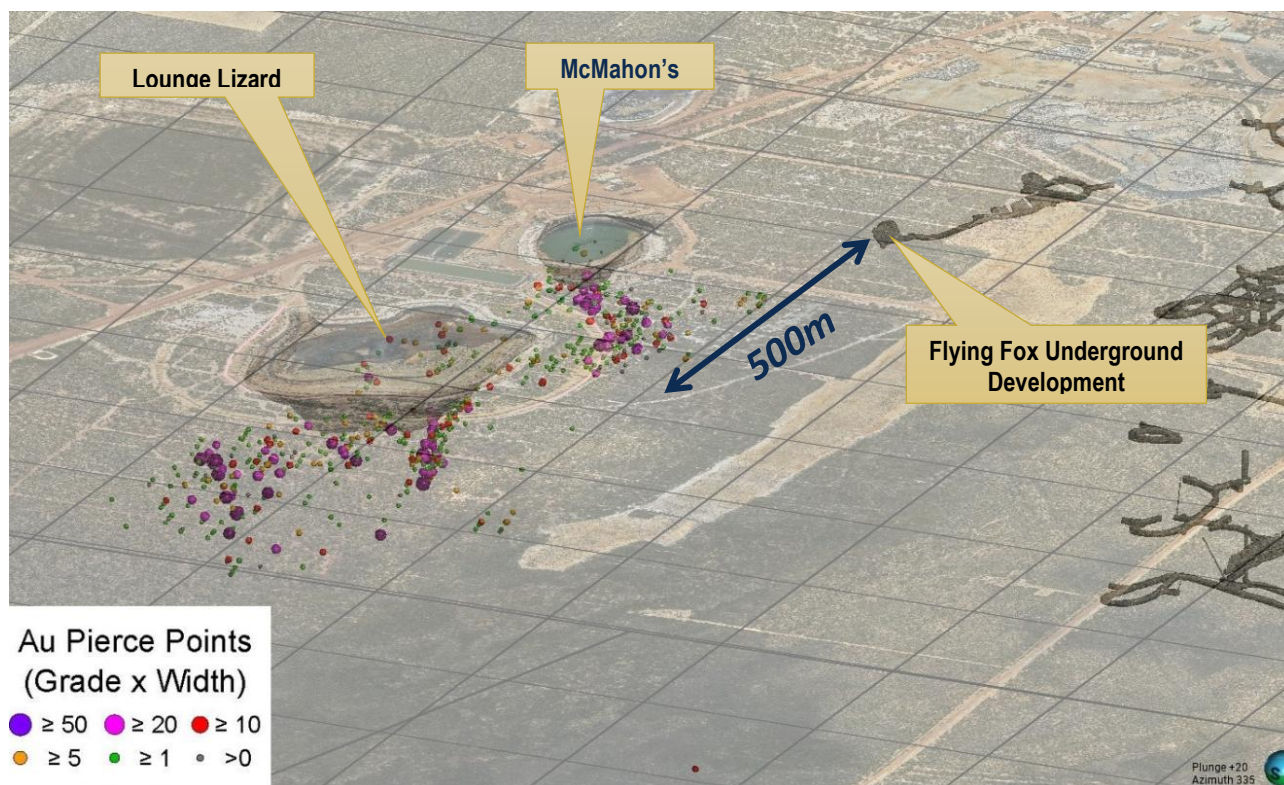 Lounge Lizard
McMahon's
500m
Flying Fox Underground
Development
Au Pierce Points
(Grade x Width)
≥ 50 ≥ 20 ≥ 10
≥ 5 ≥ 1 >0
Plunge +20
Azimuth 335
S